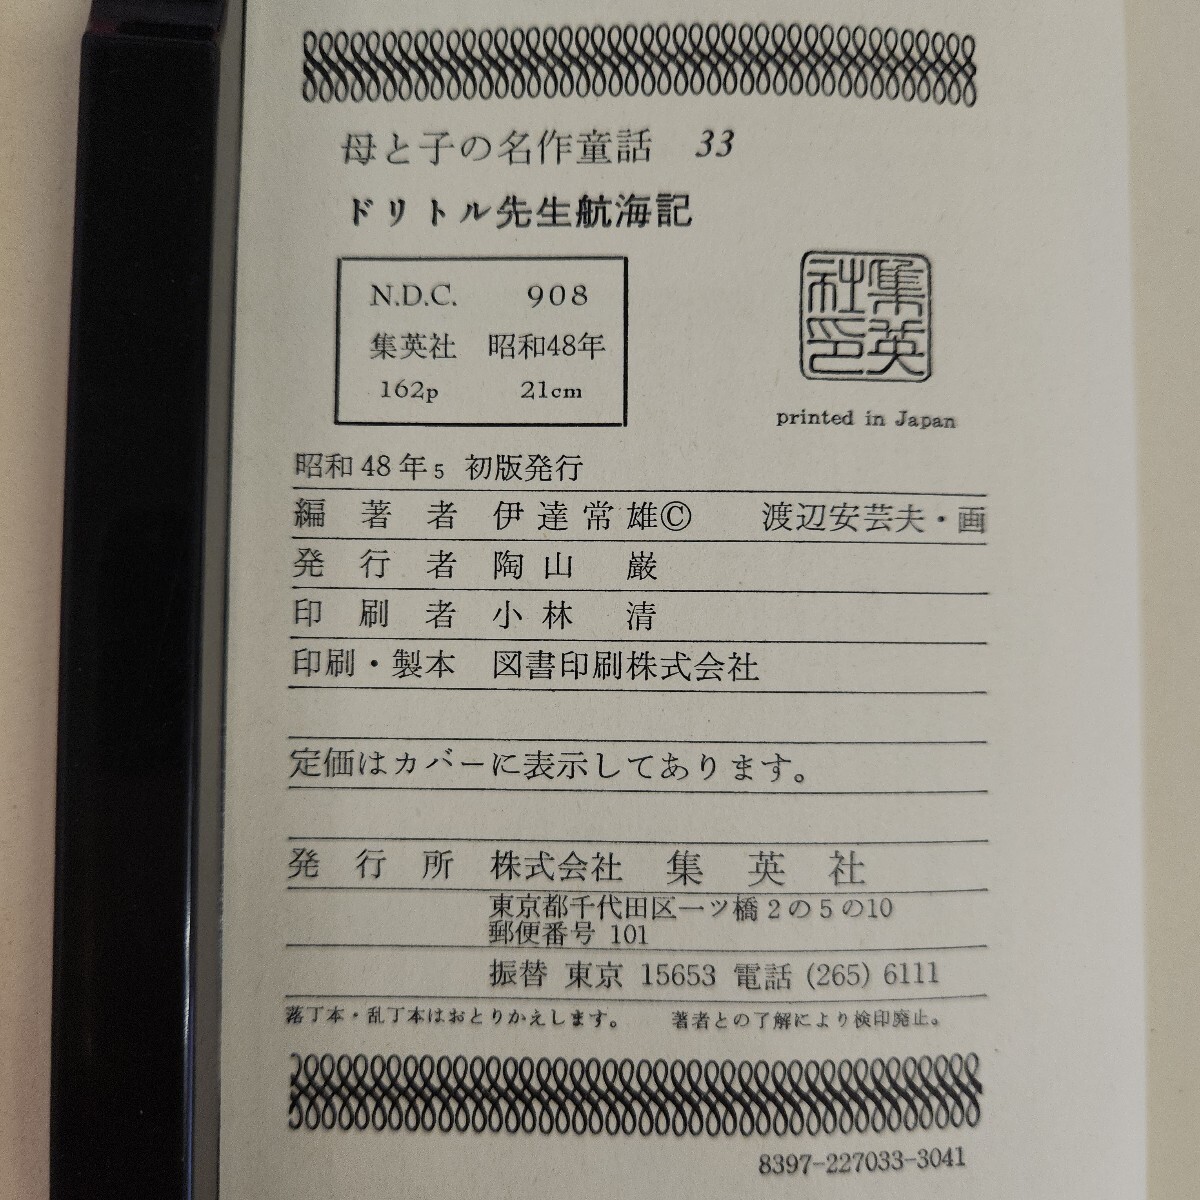 母と子の名作童話 33
ドリトル先生航海記
N.D.C. 908
集英社 昭和48年
162p 21cm
集英社印
printed in Japan
昭和48年5 初版発行
編著者 伊達常雄© 渡辺安芸夫・画
発行者 陶山 巌
印刷者 小林 清
印刷・製本 図書印刷株式会社
定価はカバーに表示してあります。
発行所 株式会社 集英社
東京都千代田区一ツ橋2の5の10
郵便番号 101
振替 東京 15653 電話 (265) 6111
落丁本・乱丁本はおとりかえします。 著者との了解により検印廃止。
8397-227033-3041